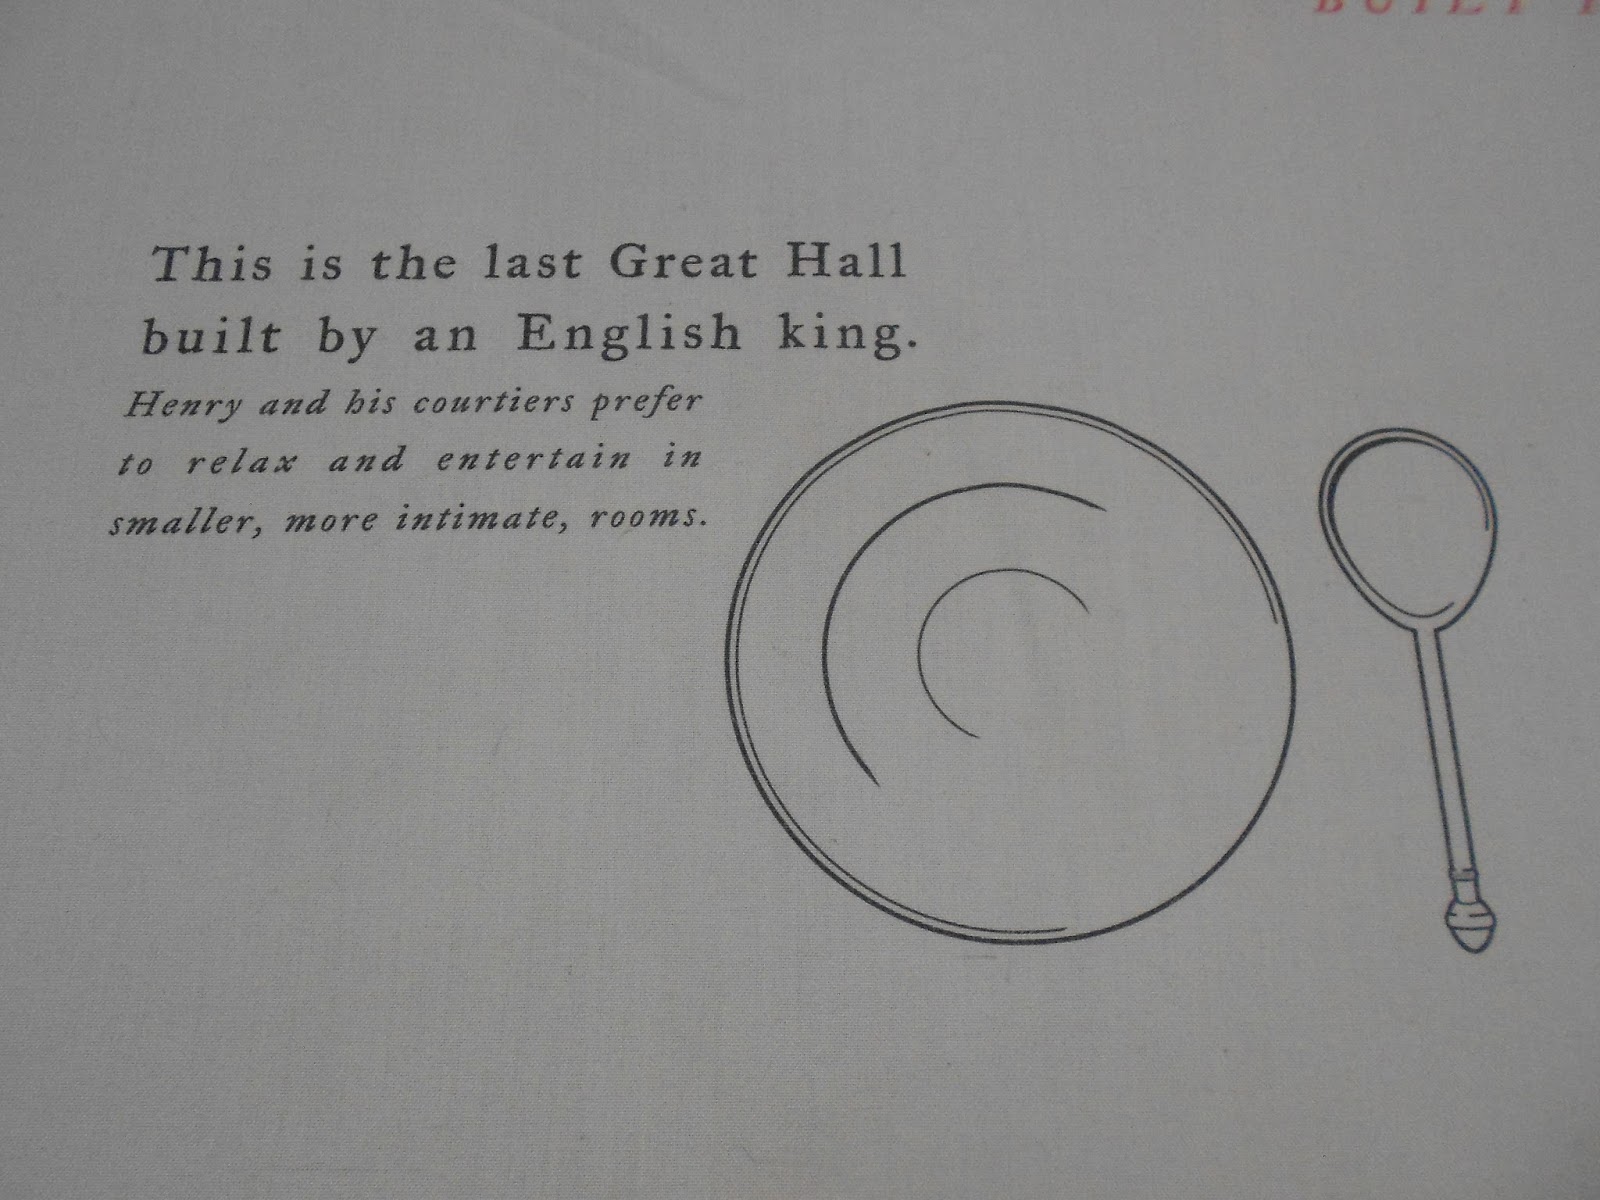 BUILT
This is the last Great Hall
built by an English king.
Henry and his courtiers prefer
to relax and entertain in
smaller, more intimate, rooms.